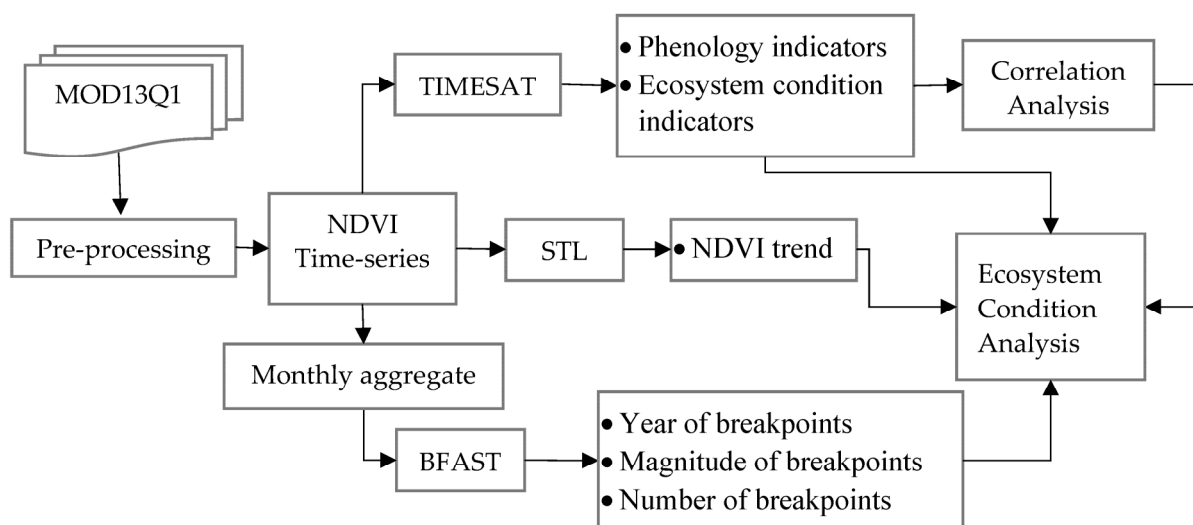 MOD13Q1
TIMESAT
• Phenology indicators
• Ecosystem condition
indicators
Correlation
Analysis
Pre-processing
NDVI
Time-series
STL
• NDVI trend
Ecosystem
Condition
Analysis
Monthly aggregate
BFAST
• Year of breakpoints
• Magnitude of breakpoints
• Number of breakpoints